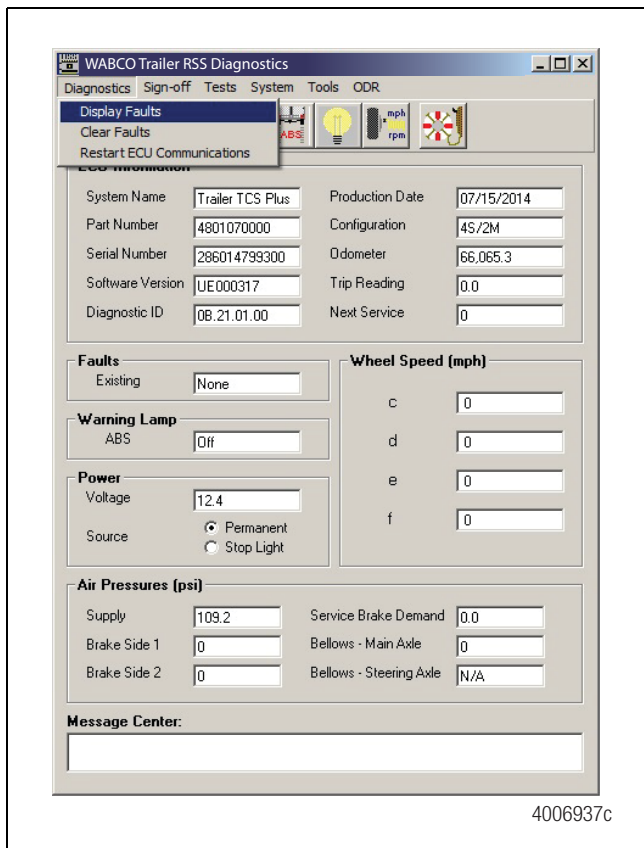 WABCO Trailer RSS Diagnostics
Diagnostics Sign-off Tests System Tools ODR
Display Faults
Clear Faults
Restart ECU Communications
ABS
mph
rpm
ECU Information
System Name Trailer TCS Plus Production Date 07/15/2014
Part Number 4801070000 Configuration 4S/2M
Serial Number 286014799300 Odometer 66,065.3
Software Version UE000317 Trip Reading 0.0
Diagnostic ID 0B.21.01.00 Next Service 0
Faults
Existing None
Warning Lamp
ABS Off
Power
Voltage 12.4
Source Permanent
Stop Light
Wheel Speed (mph)
c 0
d 0
e 0
f 0
Air Pressures (psi)
Supply 109.2 Service Brake Demand 0.0
Brake Side 1 0 Bellows - Main Axle 0
Brake Side 2 0 Bellows - Steering Axle N/A
Message Center:
4006937c